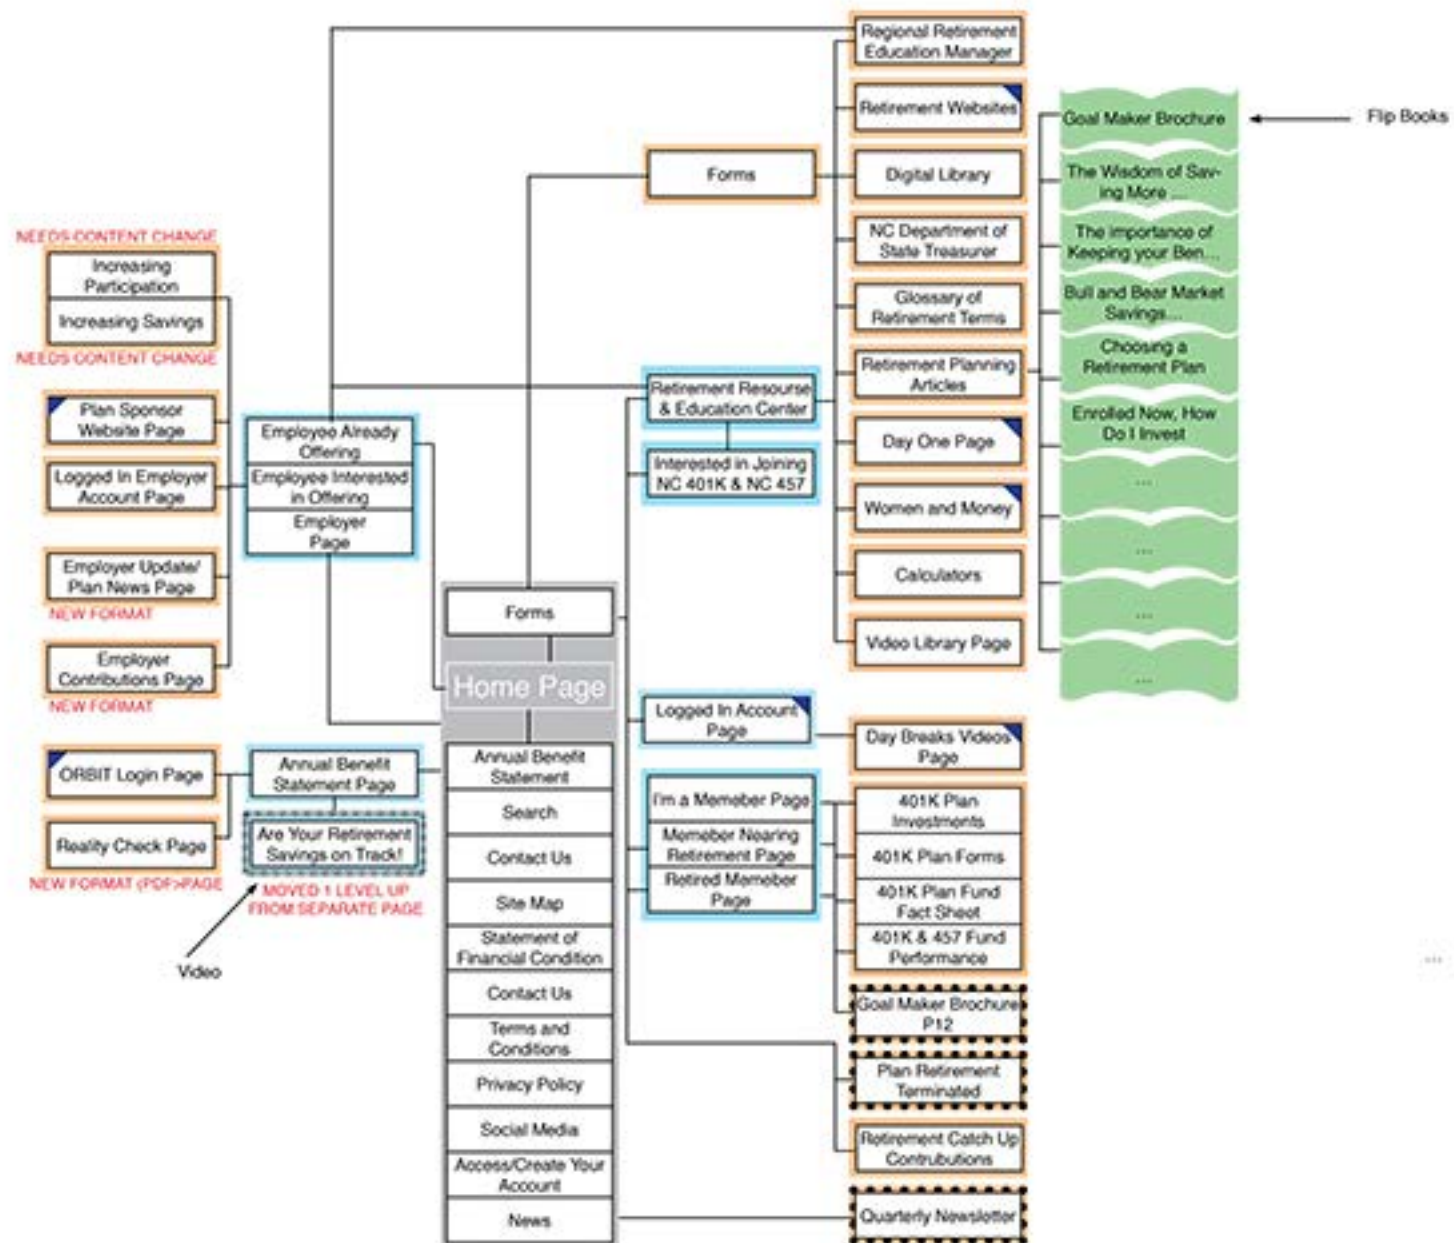 Regional Retirement
Education Manager
Retirement Websites
Goal Maker Brochure
Flip Books
Forms
Digital Library
The Wisdom of Sav-
ing More ....
NC Department of
State Treasurer
The importance of
Keeping your Ben...
NEEDS CONTENT CHANGE
Increasing
Participation
Increasing Savings
NEEDS CONTENT CHANGE
Glossary of
Retirement Terms
Bull and Bear Market
Savings...
Retirement Resourse
& Education Center
Retirement Planning
Articles
Choosing a
Retirement Plan
Plan Sponsor
Website Page
Employee Already
Offering
Employee Interested
in Offering
Employer
Page
Day One Page
Enrolled Now, How
Do I Invest
Logged In Employer
Account Page
Interested in Joining
NC 401K & NC 457
...
Women and Money
...
Employer Update/
Plan News Page
NEW FORMAT
Calculators
...
Forms
Employer
Contributions Page
NEW FORMAT
Video Library Page
...
Home Page
Logged In Account
Page
Day Breaks Videos
Page
ORBIT Login Page
Annual Benefit
Statement Page
Annual Benefit
Statement
I'm a Memeber Page
Memeber Nearing
Retirement Page
Retired Memeber
Page
401K Plan
Investments
401K Plan Forms
401K Plan Fund
Fact Sheet
401K & 457 Fund
Performance
Reality Check Page
NEW FORMAT (PDF>PAGE
Are Your Retirement
Savings on Track!
MOVED 1 LEVEL UP
FROM SEPARATE PAGE
Video
Search
Contact Us
Site Map
Statement of
Financial Condition
Contact Us
Terms and
Conditions
Privacy Policy
Social Media
Access/Create Your
Account
News
...
Goal Maker Brochure
P12
Plan Retirement
Terminated
Retirement Catch Up
Contrubutions
Quarterly Newsletter